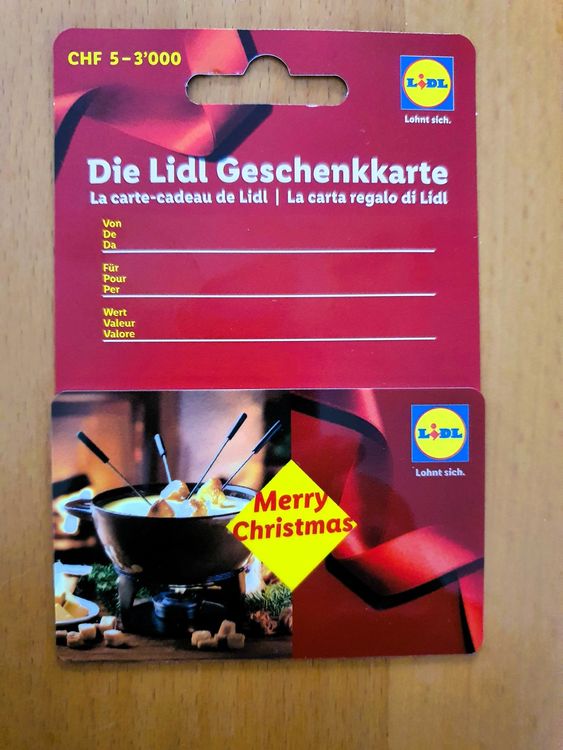 CHF 5–3'000
LIDL
Lohnt sich.
Die Lidl Geschenkkarte
La carte-cadeau de Lidl | La carta regalo di Lidl
Von
De
Da
Für
Pour
Per
Wert
Valeur
Valore
LIDL
Lohnt sich.
Merry
Christmas